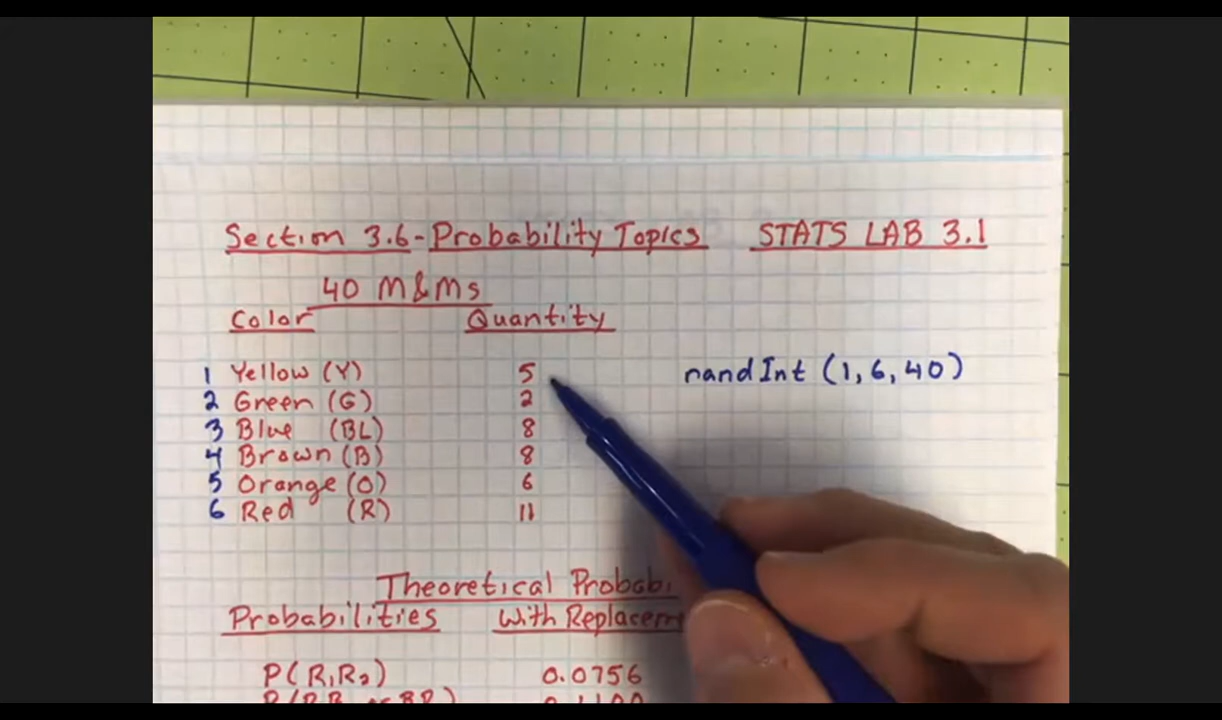 Section 3.6-Probability Topics STATS LAB 3.1
40 M&Ms
Color Quantity
1 Yellow (Y) 5 randInt (1, 6, 40)
2 Green (G) 2
3 Blue (BL) 8
4 Brown (B) 8
5 Orange (O) 6
6 Red (R) 11
Theoretical Probabi
Probabilities With Replaceme
P(R₁R₂) 0.0756